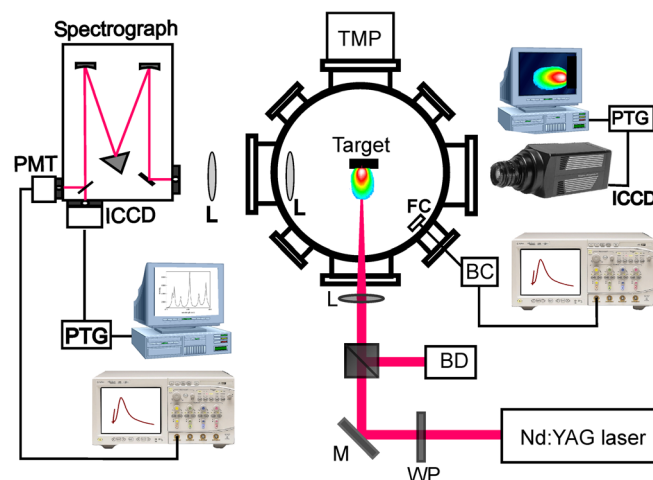 Spectrograph
TMP
PTG
PMT
Target
ICCD
ICCD
L
L
FC
BC
L
PTG
BD
Nd:YAG laser
M
WP